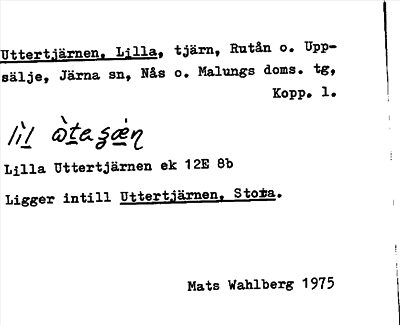 Uttertjärnen, Lilla, tjärn, Rutån o. Upp-
sälje, Järna sn, Nås o. Malungs doms. tg,
Kopp. l.
Lilla Uttertjärnen ek 12E 8b
Ligger intill Uttertjärnen, Stora.
Mats Wahlberg 1975